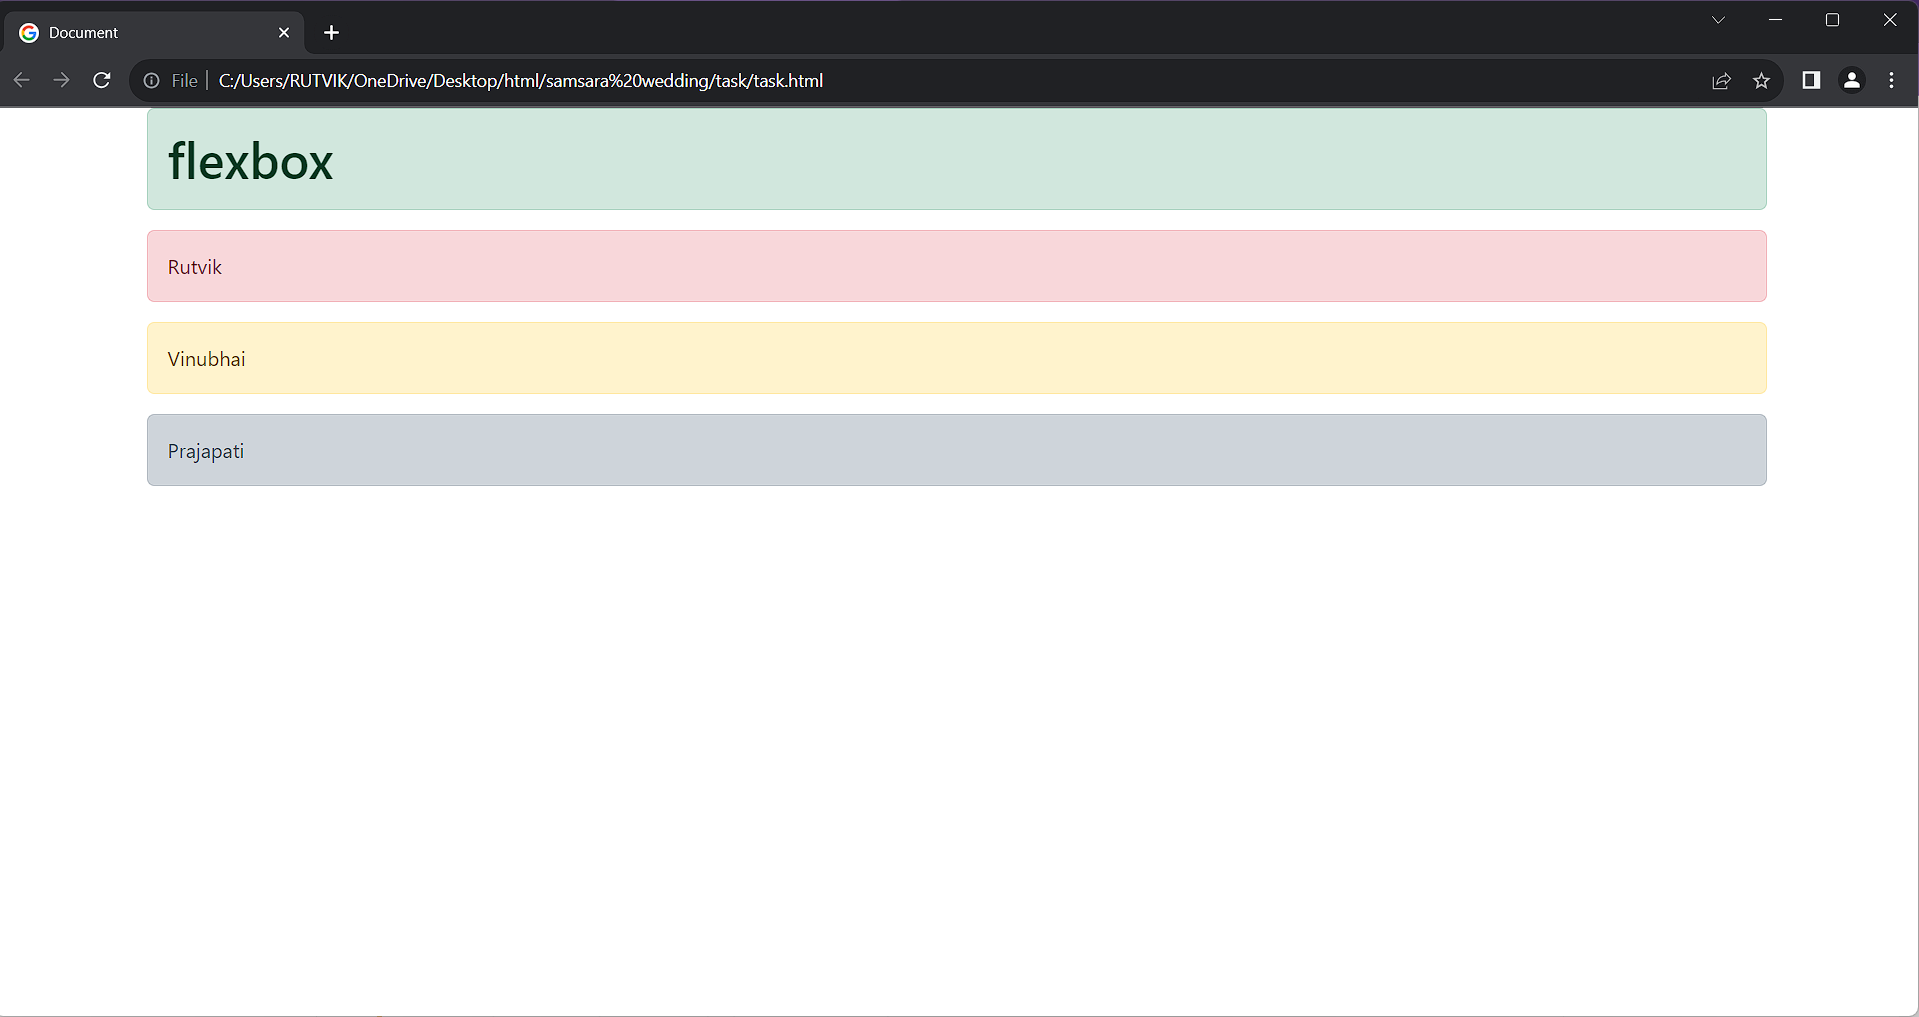 Document
File C:/Users/RUTVIK/OneDrive/Desktop/html/samsara%20wedding/task/task.html
flexbox
Rutvik
Vinubhai
Prajapati